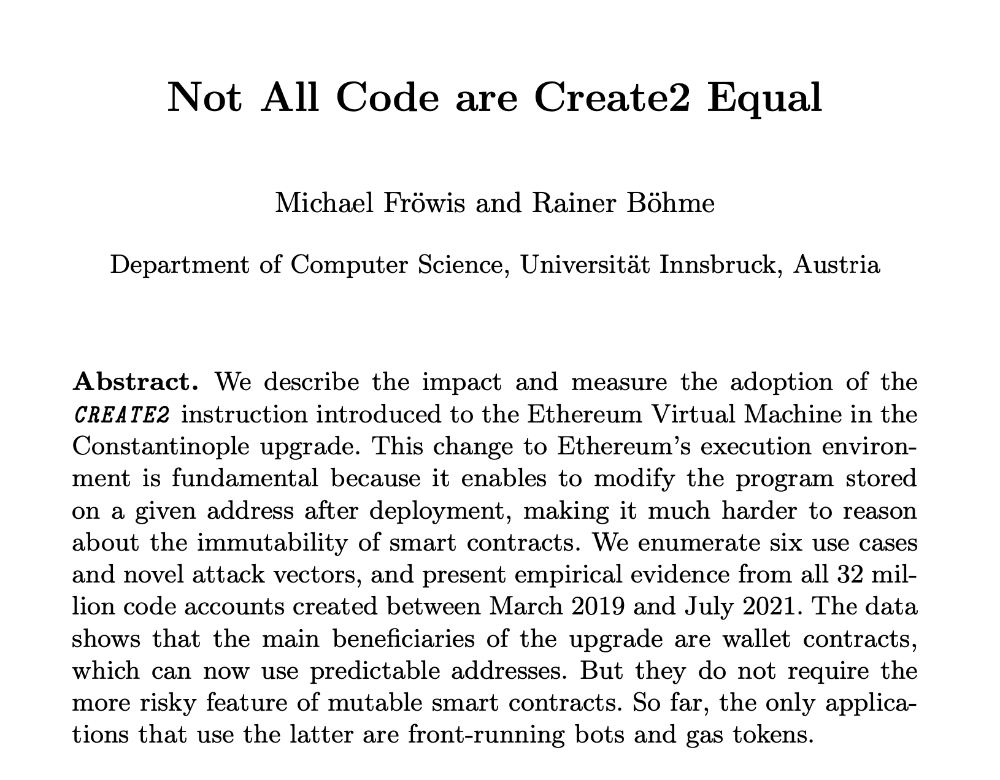 Not All Code are Create2 Equal
Michael Fröwis and Rainer Böhme
Department of Computer Science, Universität Innsbruck, Austria
Abstract. We describe the impact and measure the adoption of the
CREATE2 instruction introduced to the Ethereum Virtual Machine in the
Constantinople upgrade. This change to Ethereum’s execution environ-
ment is fundamental because it enables to modify the program stored
on a given address after deployment, making it much harder to reason
about the immutability of smart contracts. We enumerate six use cases
and novel attack vectors, and present empirical evidence from all 32 mil-
lion code accounts created between March 2019 and July 2021. The data
shows that the main beneficiaries of the upgrade are wallet contracts,
which can now use predictable addresses. But they do not require the
more risky feature of mutable smart contracts. So far, the only applica-
tions that use the latter are front-running bots and gas tokens.